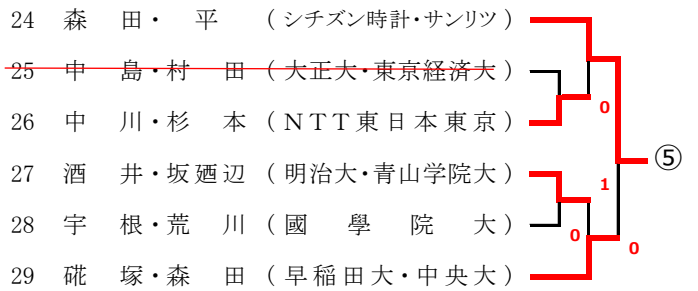 24 森 田・ 平 (シチズン時計・サンリツ)
25 中 島・村 田 (大正大・東京経済大)
0
26 中 川・杉 本 (NTT東日本東京)
⑤
27 酒 井・坂廼辺 (明治大・青山学院大)
1
28 宇 根・荒 川 (國學院大)
0
0
29 硴 塚・森 田 (早稲田大・中央大)